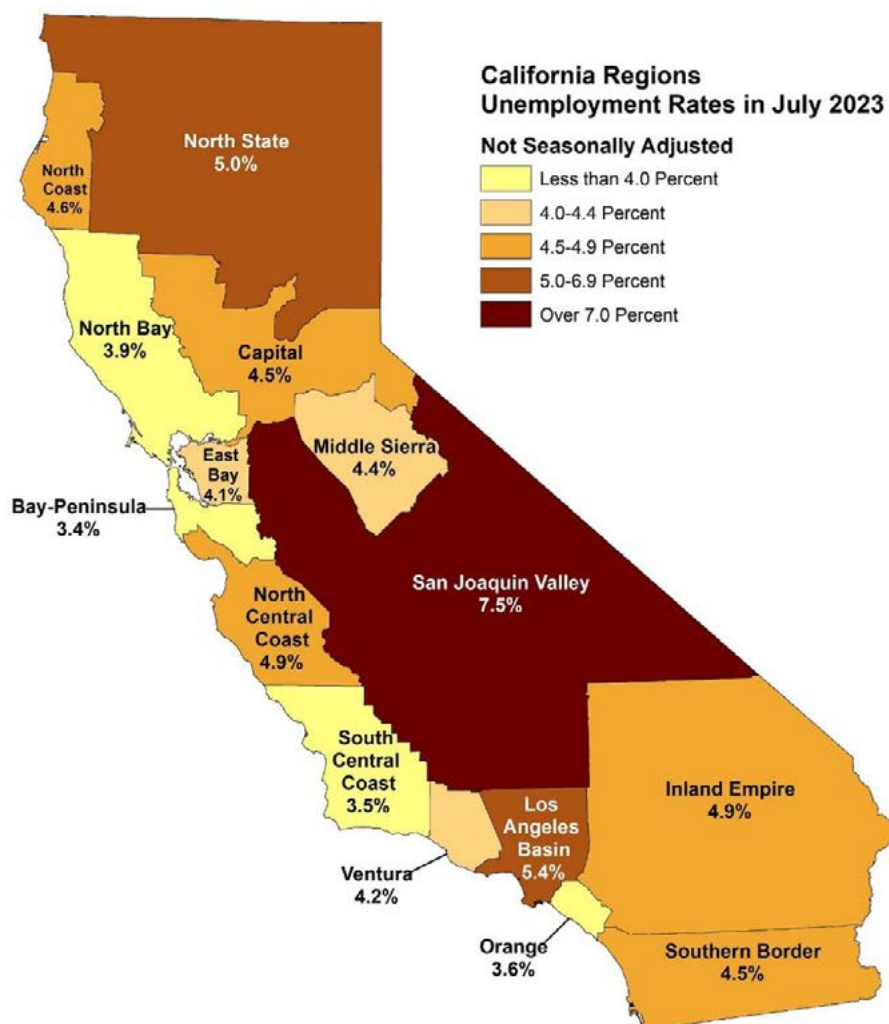 California Regions
Unemployment Rates in July 2023
Not Seasonally Adjusted
Less than 4.0 Percent
4.0-4.4 Percent
4.5-4.9 Percent
5.0-6.9 Percent
Over 7.0 Percent
North State
5.0%
North
Coast
4.6%
North Bay
3.9%
Capital
4.5%
Middle Sierra
4.4%
East
Bay
4.1%
Bay-Peninsula
3.4%
San Joaquin Valley
7.5%
North
Central
Coast
4.9%
South
Central
Coast
3.5%
Inland Empire
4.9%
Los
Angeles
Basin
5.4%
Ventura
4.2%
Orange
3.6%
Southern Border
4.5%